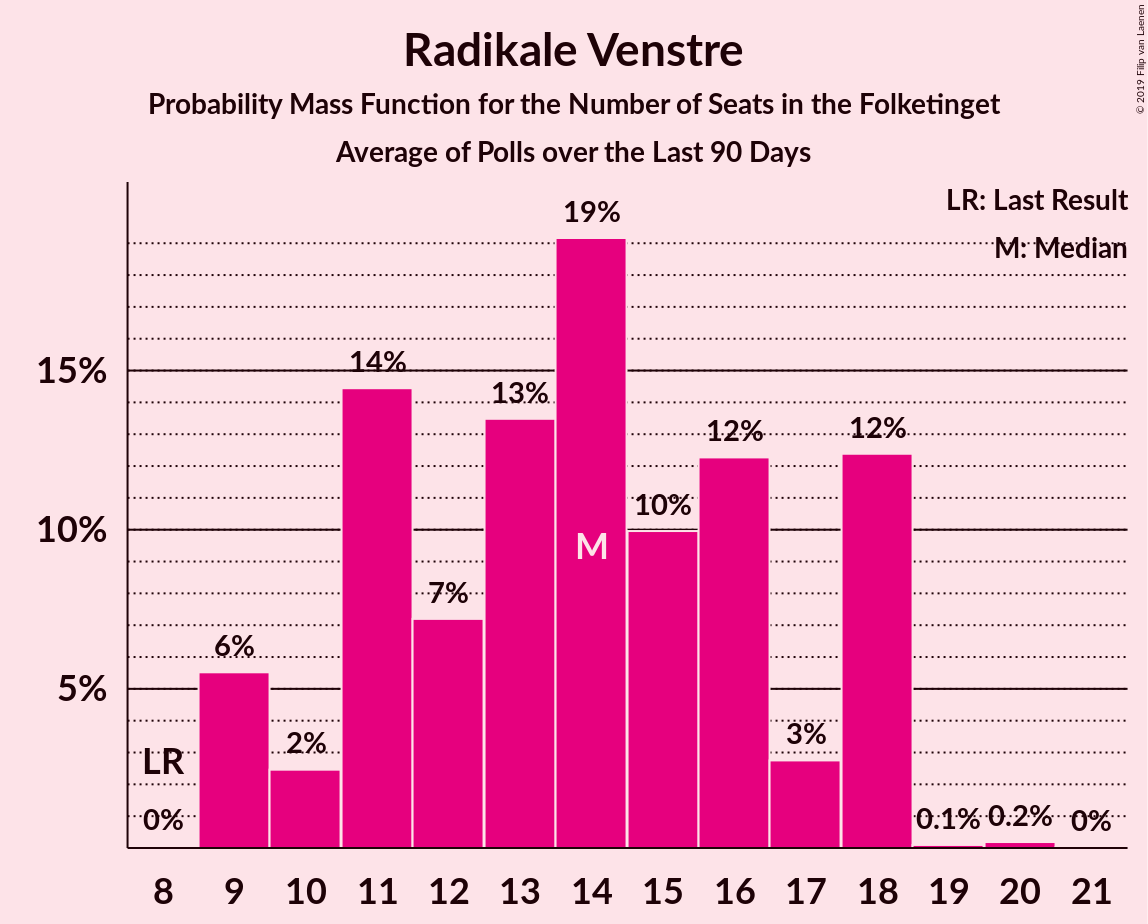 Radikale Venstre
Probability Mass Function for the Number of Seats in the Folketinget
Average of Polls over the Last 90 Days
© 2019 Filip van Laenen
LR: Last Result
M: Median
19%
15%
14%
13%
12%
12%
10%
10%
M
7%
6%
5%
3%
2%
LR
0%
0.1%
0.2%
0%
8 9 10 11 12 13 14 15 16 17 18 19 20 21